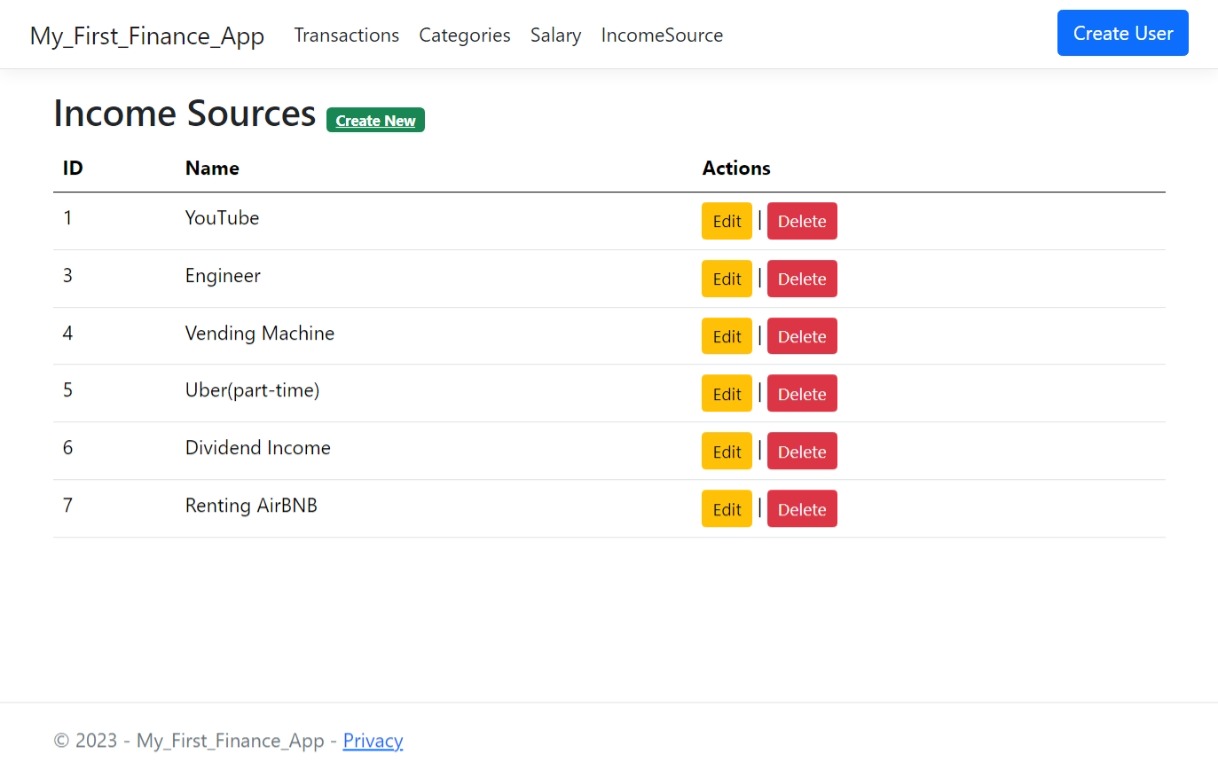 My_First_Finance_App Transactions Categories Salary IncomeSource Create User
Income Sources Create New
ID Name Actions
1 YouTube Edit | Delete
3 Engineer Edit | Delete
4 Vending Machine Edit | Delete
5 Uber(part-time) Edit | Delete
6 Dividend Income Edit | Delete
7 Renting AirBNB Edit | Delete
© 2023 - My_First_Finance_App - Privacy